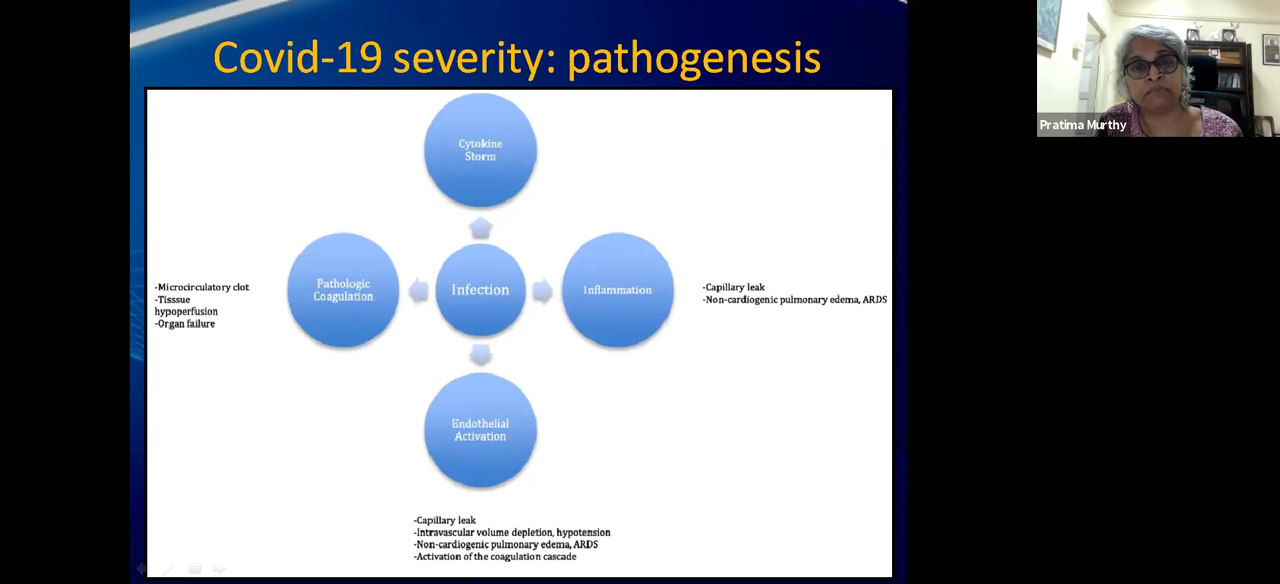 Covid-19 severity: pathogenesis
Pratima Murthy
Cytokine
Storm
Pathologic
Coagulation
Infection
Inflammation
-Microcirculatory clot
-Tisssue
hypoperfusion
-Organ failure
-Capillary leak
-Non-cardiogenic pulmonary edema, ARDS
Endothelial
Activation
-Capillary leak
-Intravascular volume depletion, hypotension
-Non-cardiogenic pulmonary edema, ARDS
-Activation of the coagulation cascade